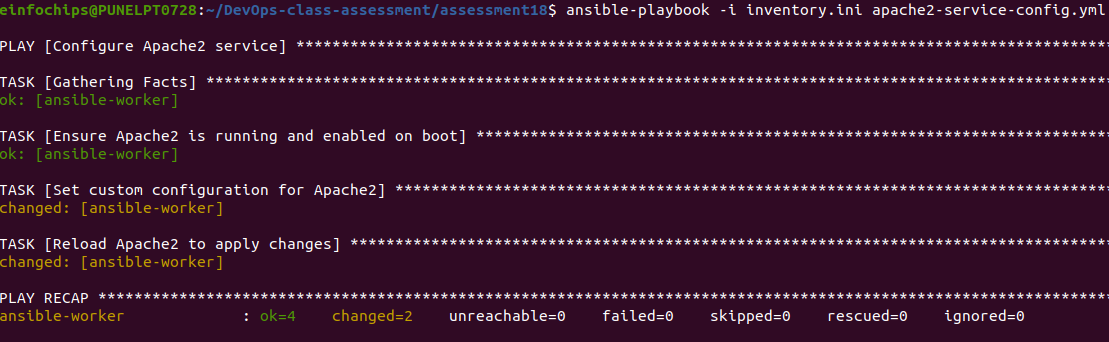 einfochips@PUNELPT0728:~/DevOps-class-assessment/assessment18$ ansible-playbook -i inventory.ini apache2-service-config.yml
PLAY [Configure Apache2 service] ******************************************************************************************
TASK [Gathering Facts] ****************************************************************************************************
ok: [ansible-worker]
TASK [Ensure Apache2 is running and enabled on boot] **********************************************************************
ok: [ansible-worker]
TASK [Set custom configuration for Apache2] *******************************************************************************
changed: [ansible-worker]
TASK [Reload Apache2 to apply changes] ************************************************************************************
changed: [ansible-worker]
PLAY RECAP ****************************************************************************************************************
ansible-worker             : ok=4    changed=2    unreachable=0    failed=0    skipped=0    rescued=0    ignored=0